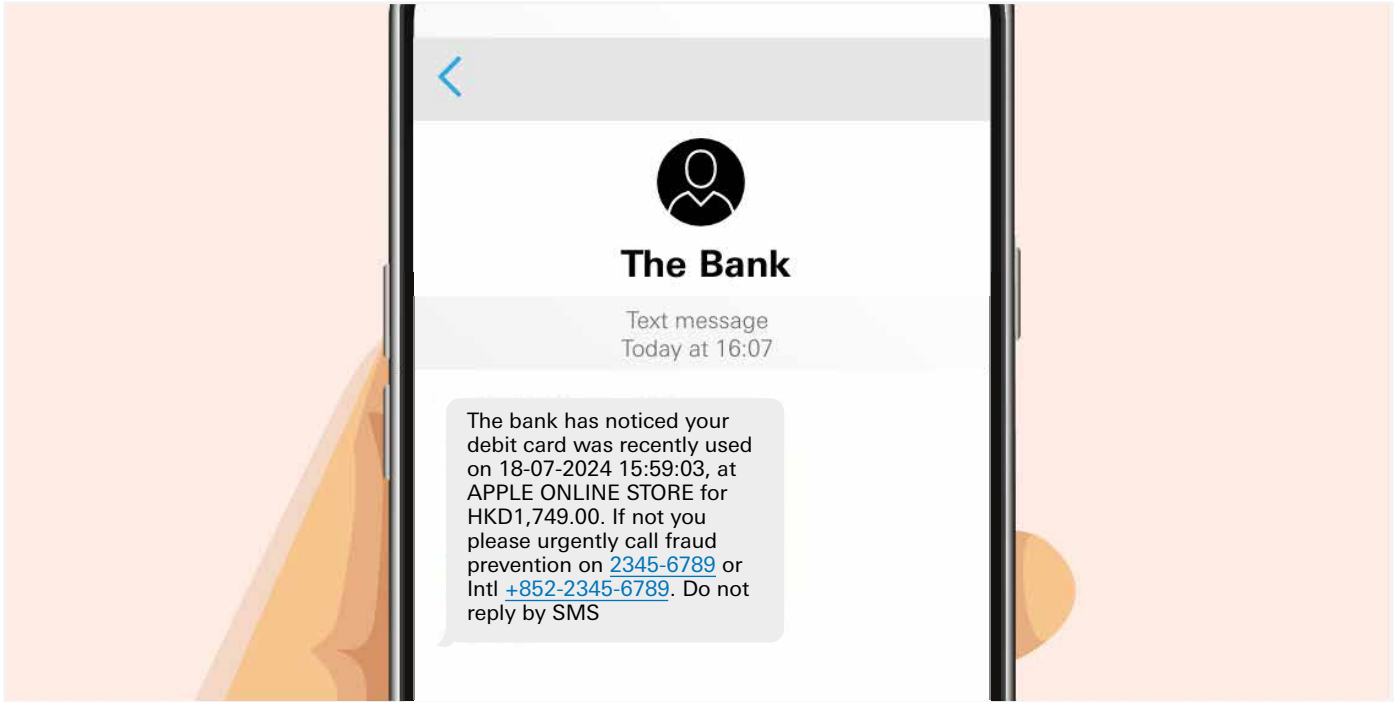 The Bank
Text message
Today at 16:07
The bank has noticed your
debit card was recently used
on 18-07-2024 15:59:03, at
APPLE ONLINE STORE for
HKD1,749.00. If not you
please urgently call fraud
prevention on 2345-6789 or
Intl +852-2345-6789. Do not
reply by SMS